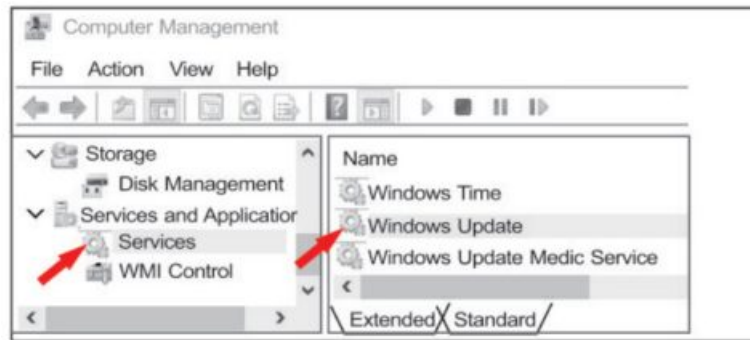 Computer Management
File Action View Help
Storage
Disk Management
Services and Application
Services
WMI Control
Name
Windows Time
Windows Update
Windows Update Medic Service
Extended Standard